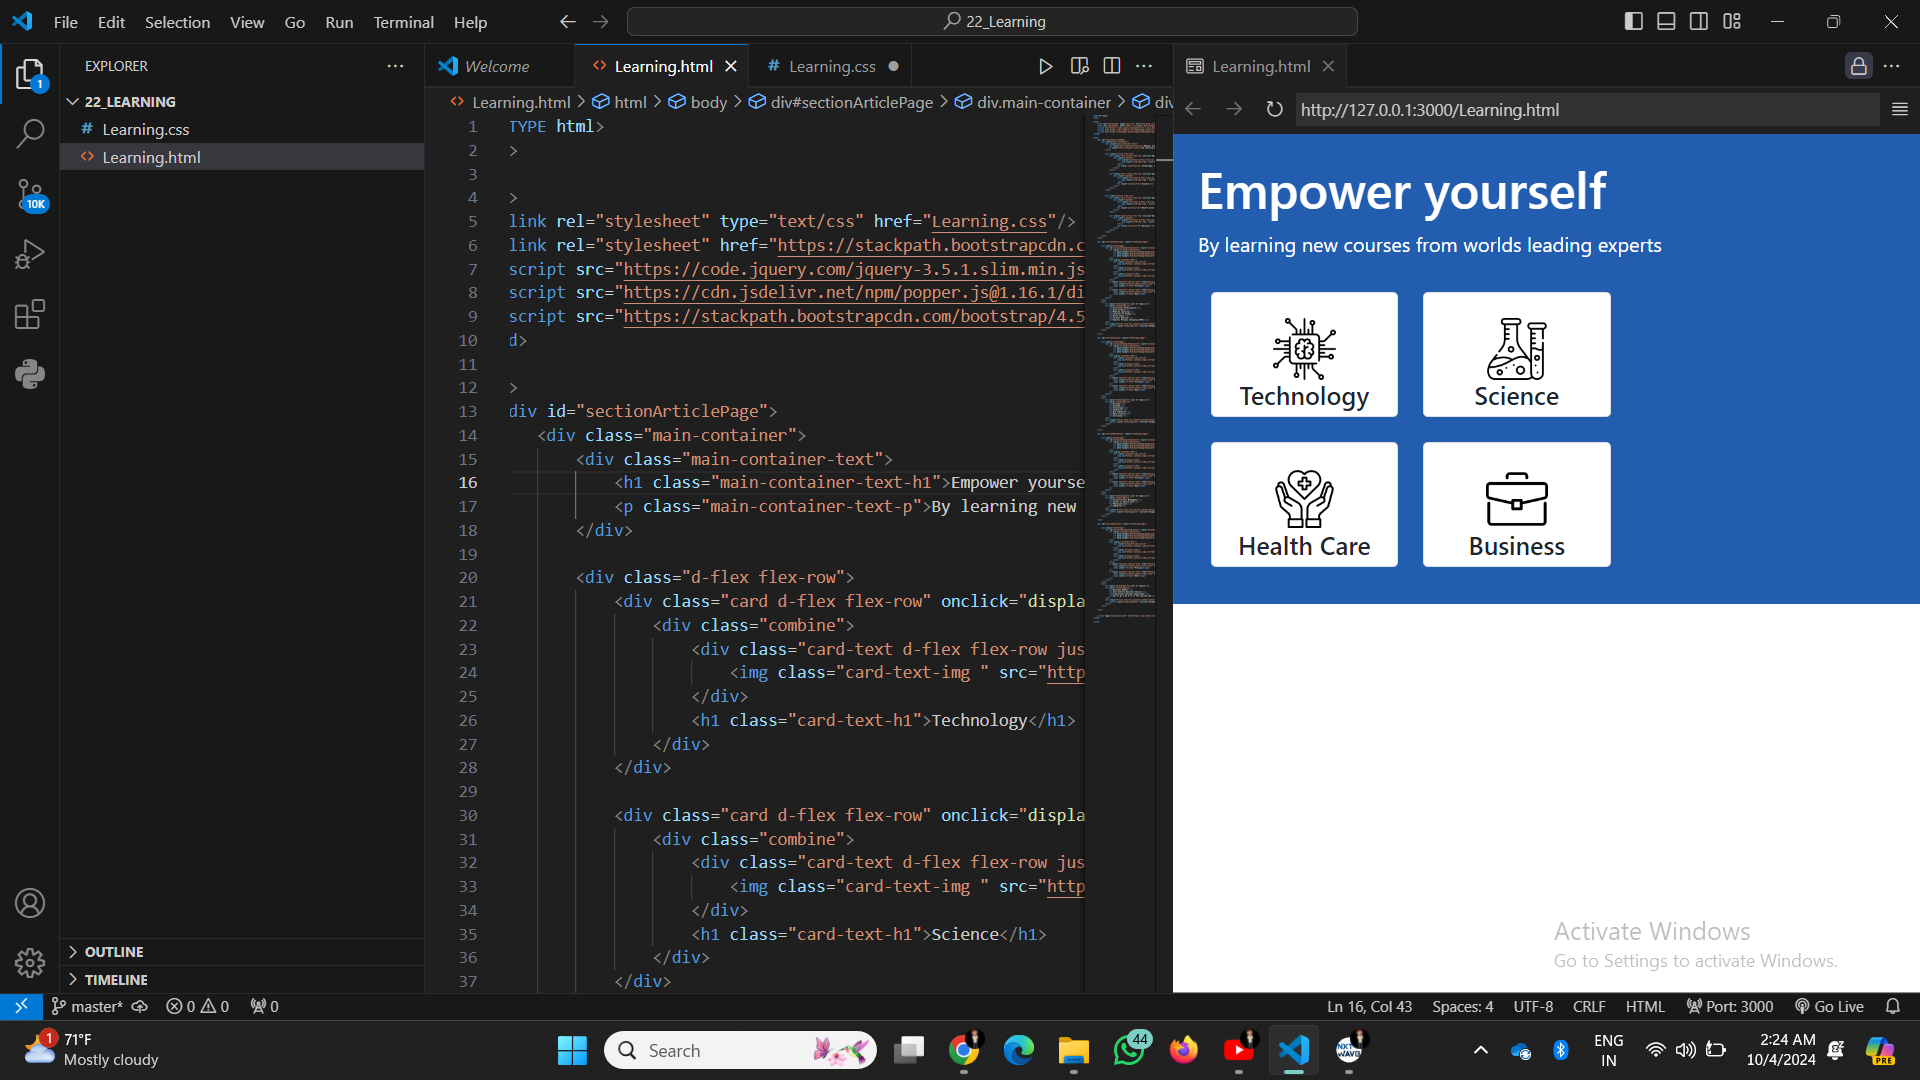 File Edit Selection View Go Run Terminal Help
22_Learning
EXPLORER
22_LEARNING
# Learning.css
<> Learning.html
1
10K
OUTLINE
TIMELINE
Welcome
<> Learning.html
# Learning.css
<> Learning.html > html > body > div#sectionArticlePage > div.main-container > div
1 TYPE html>
2 >
3
4 >
5 link rel="stylesheet" type="text/css" href="Learning.css"/>
6 link rel="stylesheet" href="https://stackpath.bootstrapcdn.c
7 script src="https://code.jquery.com/jquery-3.5.1.slim.min.js
8 script src="https://cdn.jsdelivr.net/npm/popper.js@1.16.1/di
9 script src="https://stackpath.bootstrapcdn.com/bootstrap/4.5
10 d>
11
12 >
13 div id="sectionArticlePage">
14 <div class="main-container">
15 <div class="main-container-text">
16 <h1 class="main-container-text-h1">Empower yourse
17 <p class="main-container-text-p">By learning new
18 </div>
19
20 <div class="d-flex flex-row">
21 <div class="card d-flex flex-row" onclick="displa
22 <div class="combine">
23 <div class="card-text d-flex flex-row jus
24 <img class="card-text-img " src="http
25 </div>
26 <h1 class="card-text-h1">Technology</h1>
27 </div>
28 </div>
29
30 <div class="card d-flex flex-row" onclick="displa
31 <div class="combine">
32 <div class="card-text d-flex flex-row jus
33 <img class="card-text-img " src="http
34 </div>
35 <h1 class="card-text-h1">Science</h1>
36 </div>
37 </div>
Learning.html
http://127.0.0.1:3000/Learning.html
Empower yourself
By learning new courses from worlds leading experts
Technology
Science
Health Care
Business
Activate Windows
Go to Settings to activate Windows.
master* 0 0 0
Ln 16, Col 43 Spaces: 4 UTF-8 CRLF HTML Port: 3000 Go Live
1
71°F
Mostly cloudy
Search
44
NXT
WAVE
ENG
IN
2:24 AM
10/4/2024
PRE